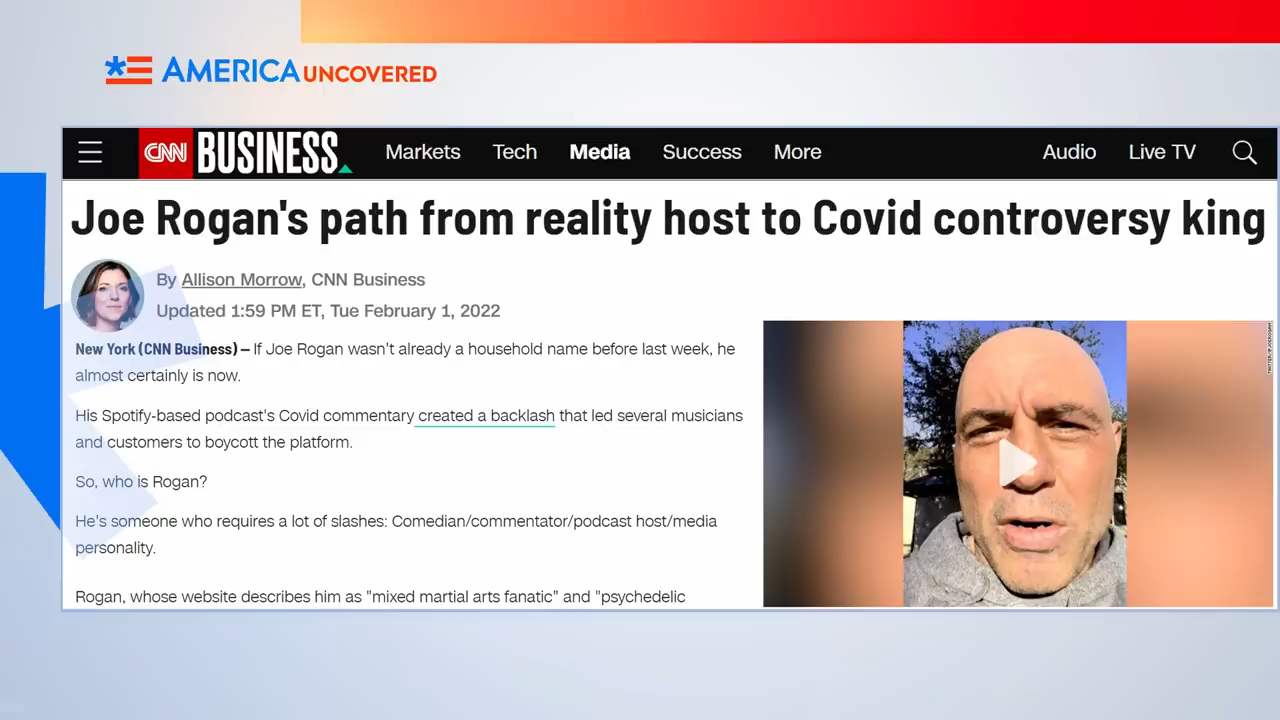 AMERICA UNCOVERED
CNN BUSINESS Markets Tech Media Success More Audio Live TV
Joe Rogan's path from reality host to Covid controversy king
By Allison Morrow, CNN Business
Updated 1:59 PM ET, Tue February 1, 2022
New York (CNN Business) — If Joe Rogan wasn't already a household name before last week, he
almost certainly is now.
His Spotify-based podcast's Covid commentary created a backlash that led several musicians
and customers to boycott the platform.
So, who is Rogan?
He's someone who requires a lot of slashes: Comedian/commentator/podcast host/media
personality.
Rogan, whose website describes him as "mixed martial arts fanatic" and "psychedelic